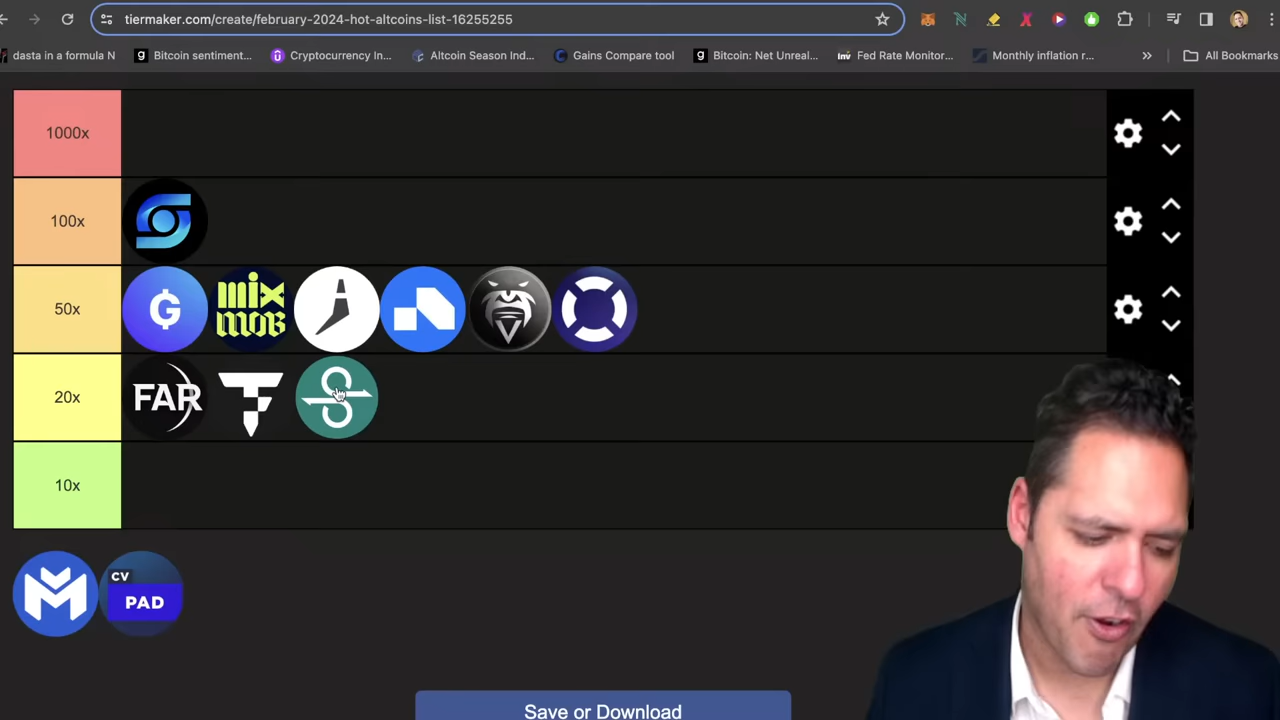 tiermaker.com/create/february-2024-hot-altcoins-list-16255255
dasta in a formula N
Bitcoin sentiment...
Cryptocurrency In...
Altcoin Season Ind...
Gains Compare tool
Bitcoin: Net Unreal...
Inv Fed Rate Monitor...
Monthly inflation r...
All Bookmarks
1000x
100x
50x
mix
mob
20x
FAR
10x
CV
PAD
Save or Download